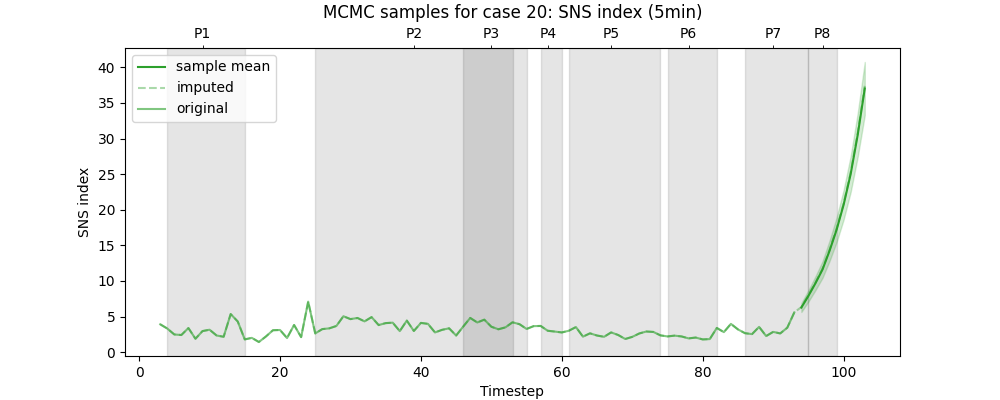 MCMC samples for case 20: SNS index (5min)
P1 P2 P3 P4 P5 P6 P7 P8
sample mean
imputed
original
40
35
30
25
20
15
10
5
0
SNS index
0 20 40 60 80 100
Timestep